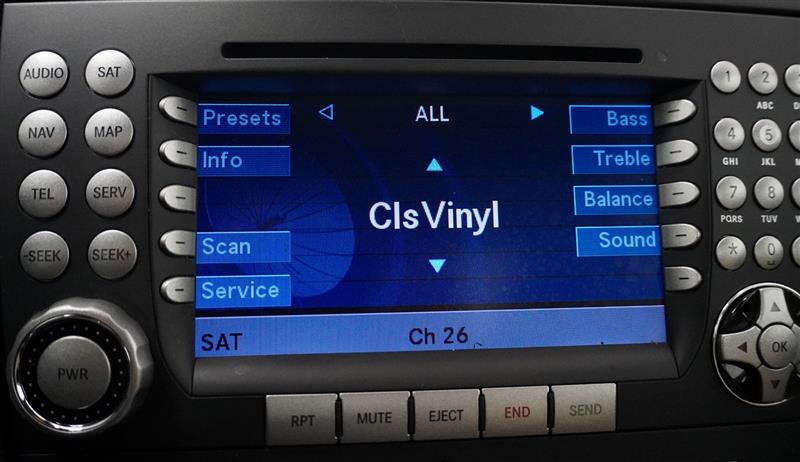 AUDIO SAT
NAV MAP
TEL SERV
-SEEK SEEK+
PWR
Presets
Info
Scan
Service
ALL
ClsVinyl
Bass
Treble
Balance
Sound
SAT Ch 26
RPT MUTE EJECT END SEND
1 2
ABC
4 5
GHI JKL
7 8
PQRS TUV
* 0
OK